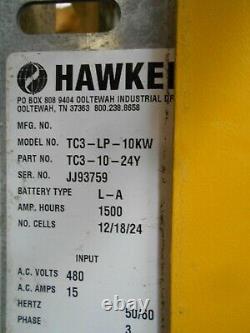 HAWKE
PO BOX 808 9404 OOLTEWAH INDUSTRIAL DR
OOLTEWAH, TN 37363 800.238.8658
MFG. NO.
MODEL NO. TC3-LP-10KW
PART NO. TC3-10-24Y
SER. NO. JJ93759
BATTERY TYPE L-A
AMP. HOURS 1500
NO. CELLS 12/18/24
INPUT
A.C. VOLTS 480
A.C. AMPS 15
HERTZ 50/60
PHASE 3